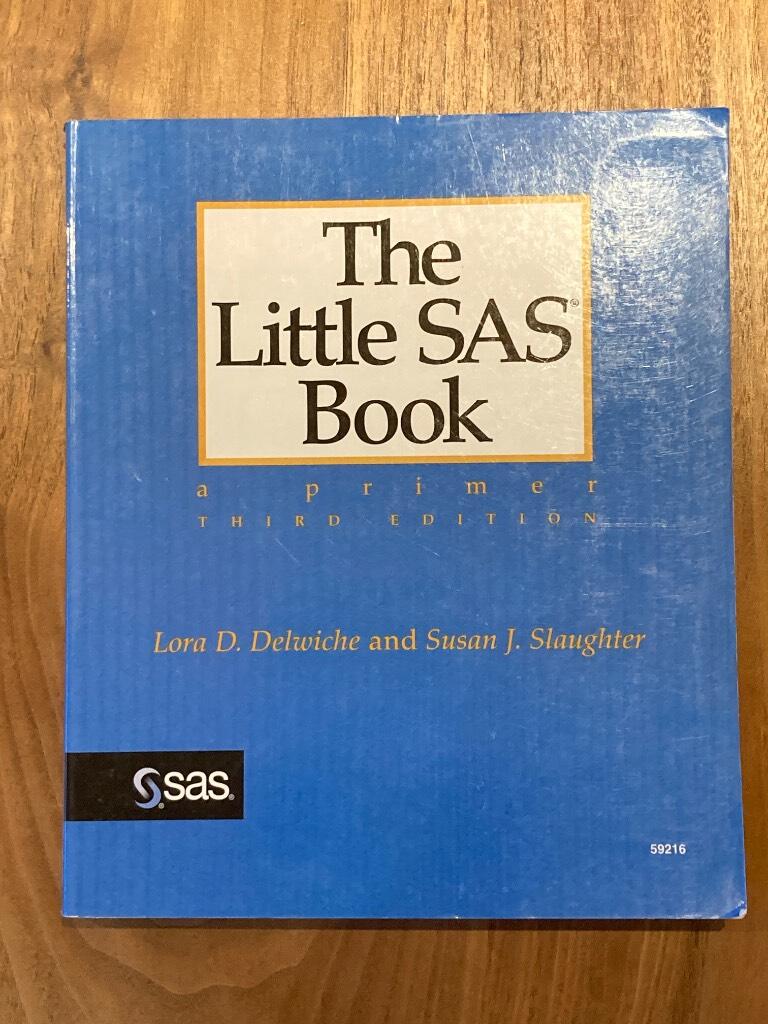 The
Little SAS®
Book
a primer
THIRD EDITION
Lora D. Delwiche and Susan J. Slaughter
sas®
59216